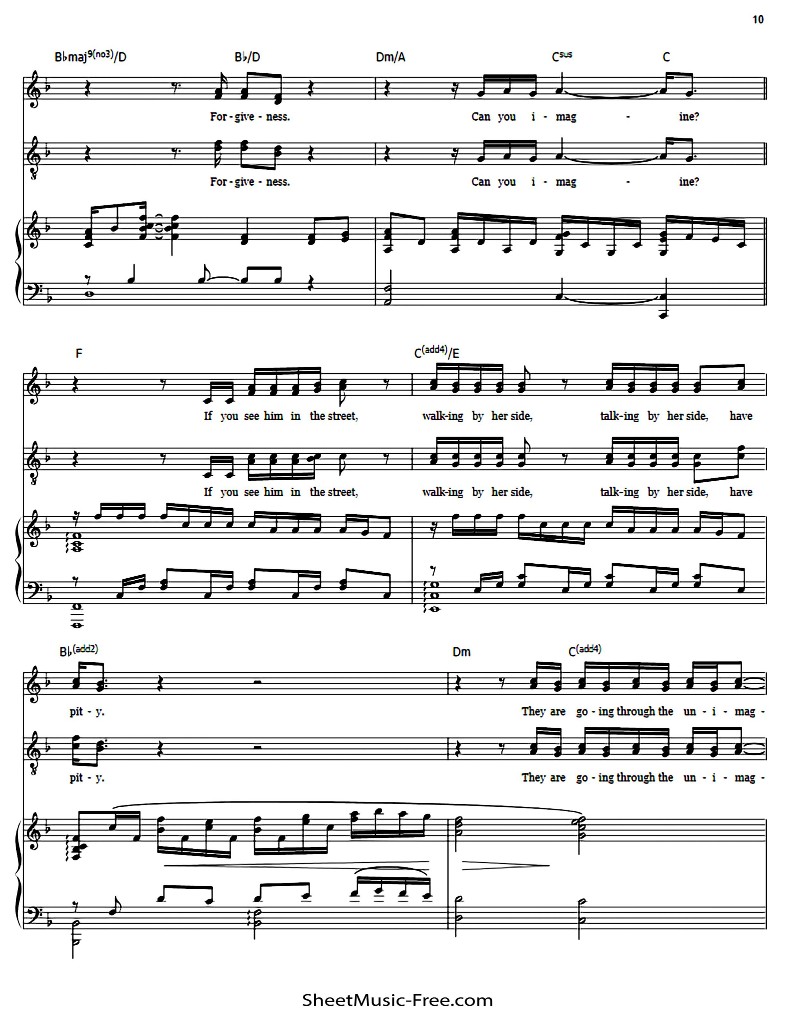 10
B♭maj9(no3)/D B♭/D Dm/A Csus C
For - give - ness. Can you i - mag - ine?
For - give - ness. Can you i - mag - ine?
F C(add4)/E
If you see him in the street, walk-ing by her side, talk-ing by her side, have
If you see him in the street, walk-ing by her side, talk-ing by her side, have
B♭(add2) Dm C(add4)
pit - y. They are go - ing through the un - i - mag -
pit - y. They are go - ing through the un - i - mag -
SheetMusic-Free.com